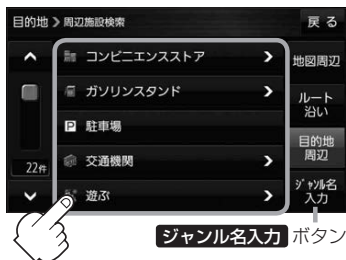 目的地 > 周辺施設検索
戻る
コンビニエンスストア
地図周辺
ガソリンスタンド
ルート
沿い
P 駐車場
目的地
周辺
交通機関
22件
遊ぶ
ジャンル名
入力
ジャンル名入力 ボタン